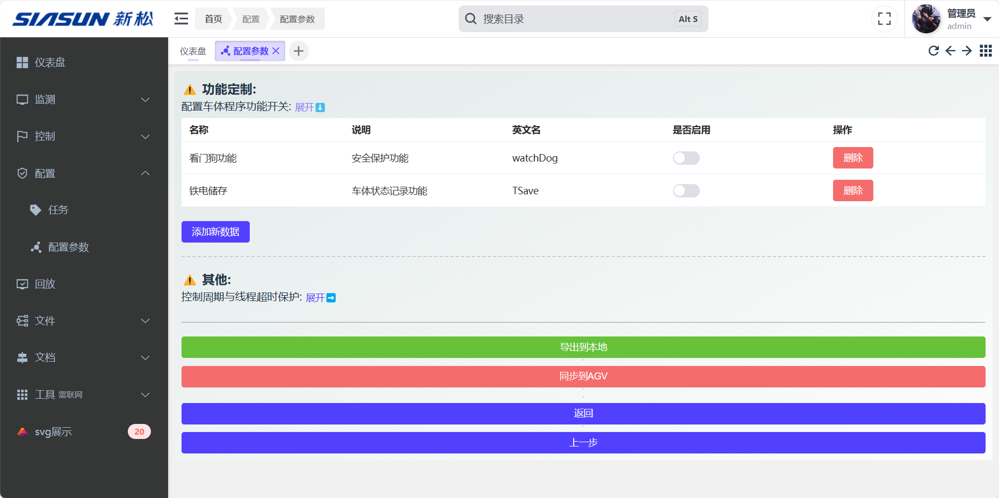 SIASUN 新松
首页
配置
配置参数
搜索目录
Alt S
管理员
admin
仪表盘
配置参数
仪表盘
监测
控制
配置
任务
配置参数
回放
文件
文档
工具 需联网
svg展示
20
功能定制:
配置车体程序功能开关: 展开
名称 说明 英文名 是否启用 操作
看门狗功能 安全保护功能 watchDog 删除
铁电储存 车体状态记录功能 TSave 删除
添加新数据
其他:
控制周期与线程超时保护: 展开
导出到本地
同步到AGV
返回
上一步